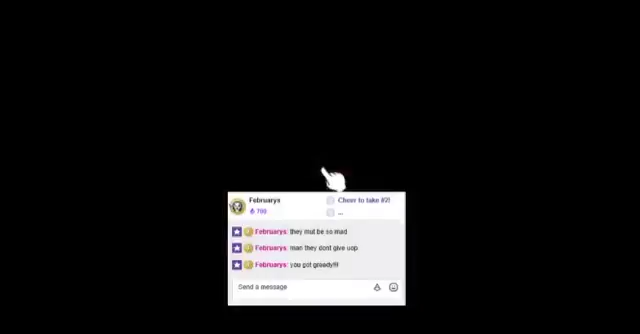 Februarys
700
Cheer to take #2!
...
Februarys: they mut be so mad
Februarys: man they dont give uop
Februarys: you got greedy!!!
Send a message